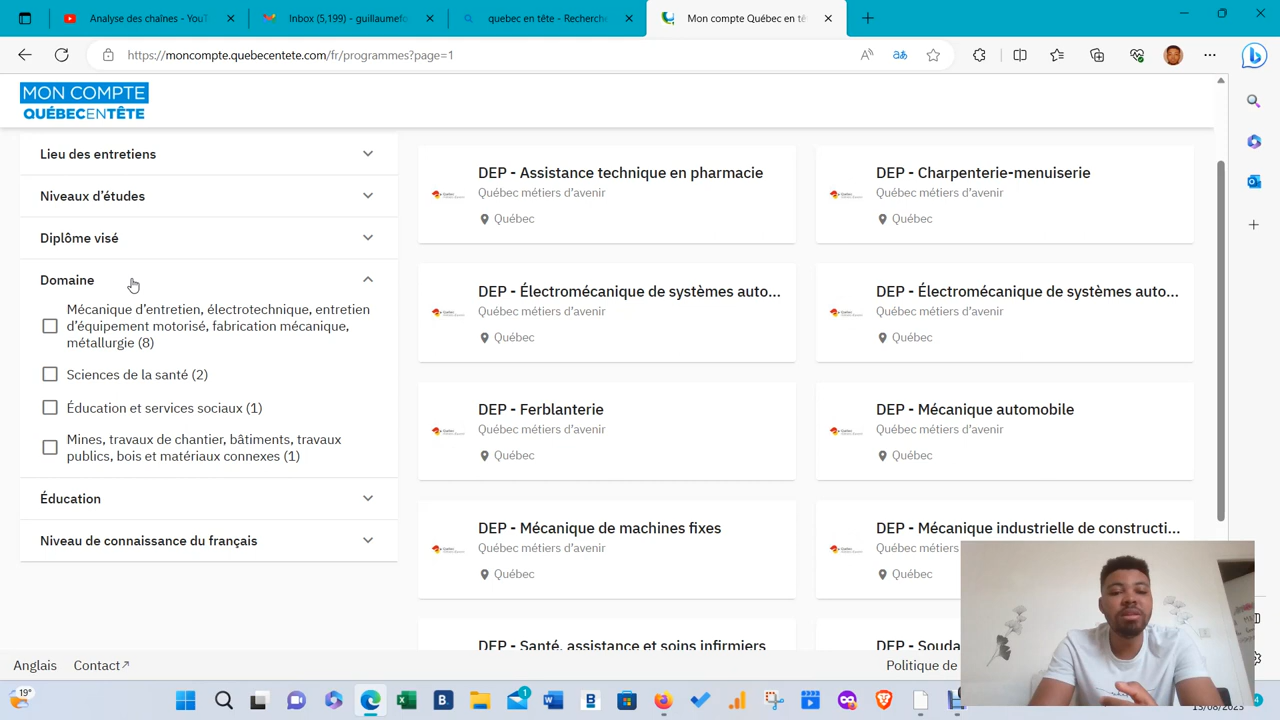 Analyse des chaînes - YouT
Inbox (5,199) - guillaumefo
quebec en tête - Recherche
Mon compte Québec en tê
https://moncompte.quebecentete.com/fr/programmes?page=1
MON COMPTE
QUÉBECENTÊTE
Lieu des entretiens
Niveaux d'études
Diplôme visé
Domaine
Mécanique d'entretien, électrotechnique, entretien
d'équipement motorisé, fabrication mécanique,
métallurgie (8)
Sciences de la santé (2)
Éducation et services sociaux (1)
Mines, travaux de chantier, bâtiments, travaux
publics, bois et matériaux connexes (1)
Éducation
Niveau de connaissance du français
DEP - Assistance technique en pharmacie
Québec métiers d'avenir
Québec
DEP - Charpenterie-menuiserie
Québec métiers d'avenir
Québec
DEP - Électromécanique de systèmes auto...
Québec métiers d'avenir
Québec
DEP - Électromécanique de systèmes auto...
Québec métiers d'avenir
Québec
DEP - Ferblanterie
Québec métiers d'avenir
Québec
DEP - Mécanique automobile
Québec métiers d'avenir
Québec
DEP - Mécanique de machines fixes
Québec métiers d'avenir
Québec
DEP - Mécanique industrielle de constructi...
Québec métiers
Québec
DEP - Santé, assistance et soins infirmiers
DEP - Souda
Anglais
Contact
Politique de
19°
15/08/2023